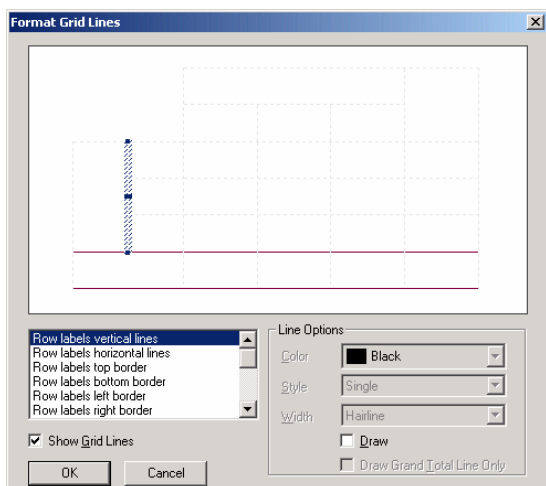 Format Grid Lines
Row labels vertical lines
Row labels horizontal lines
Row labels top border
Row labels bottom border
Row labels left border
Row labels right border
Show Grid Lines
OK
Cancel
Line Options
Color
Black
Style
Single
Width
Hairline
Draw
Draw Grand Total Line Only